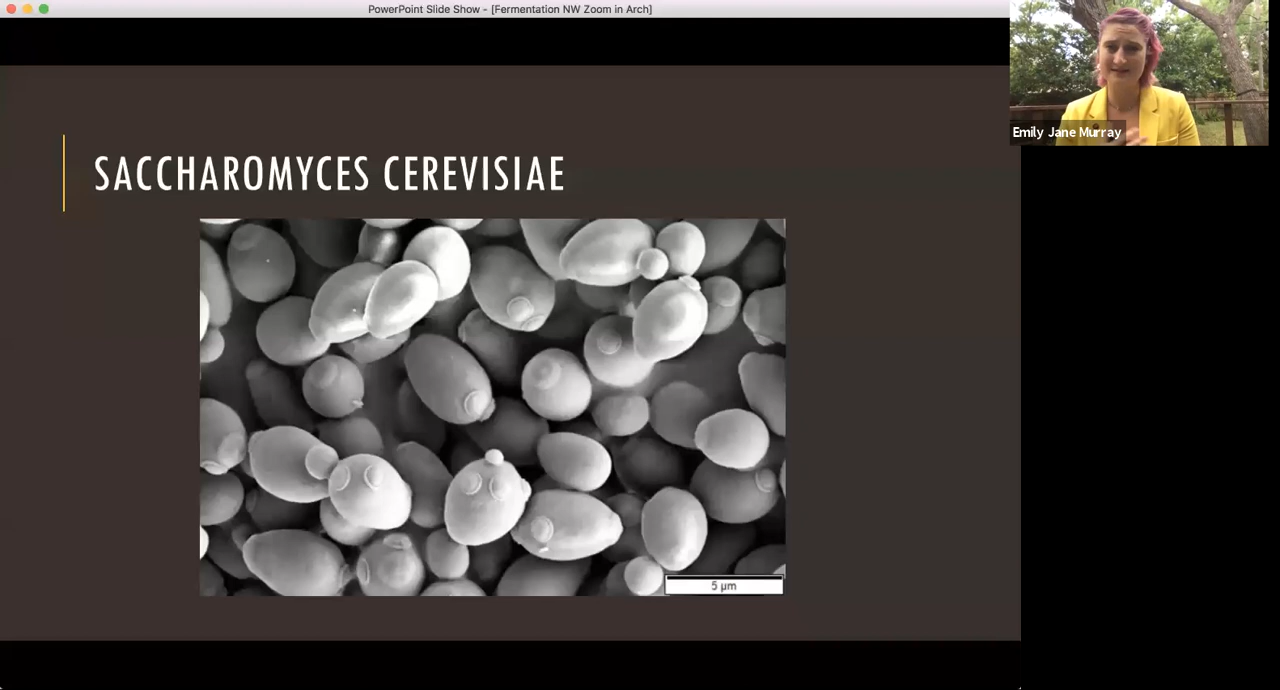 PowerPoint Slide Show - [Fermentation NW Zoom in Arch]
Emily Jane Murray
SACCHAROMYCES CEREVISIAE
5 µm